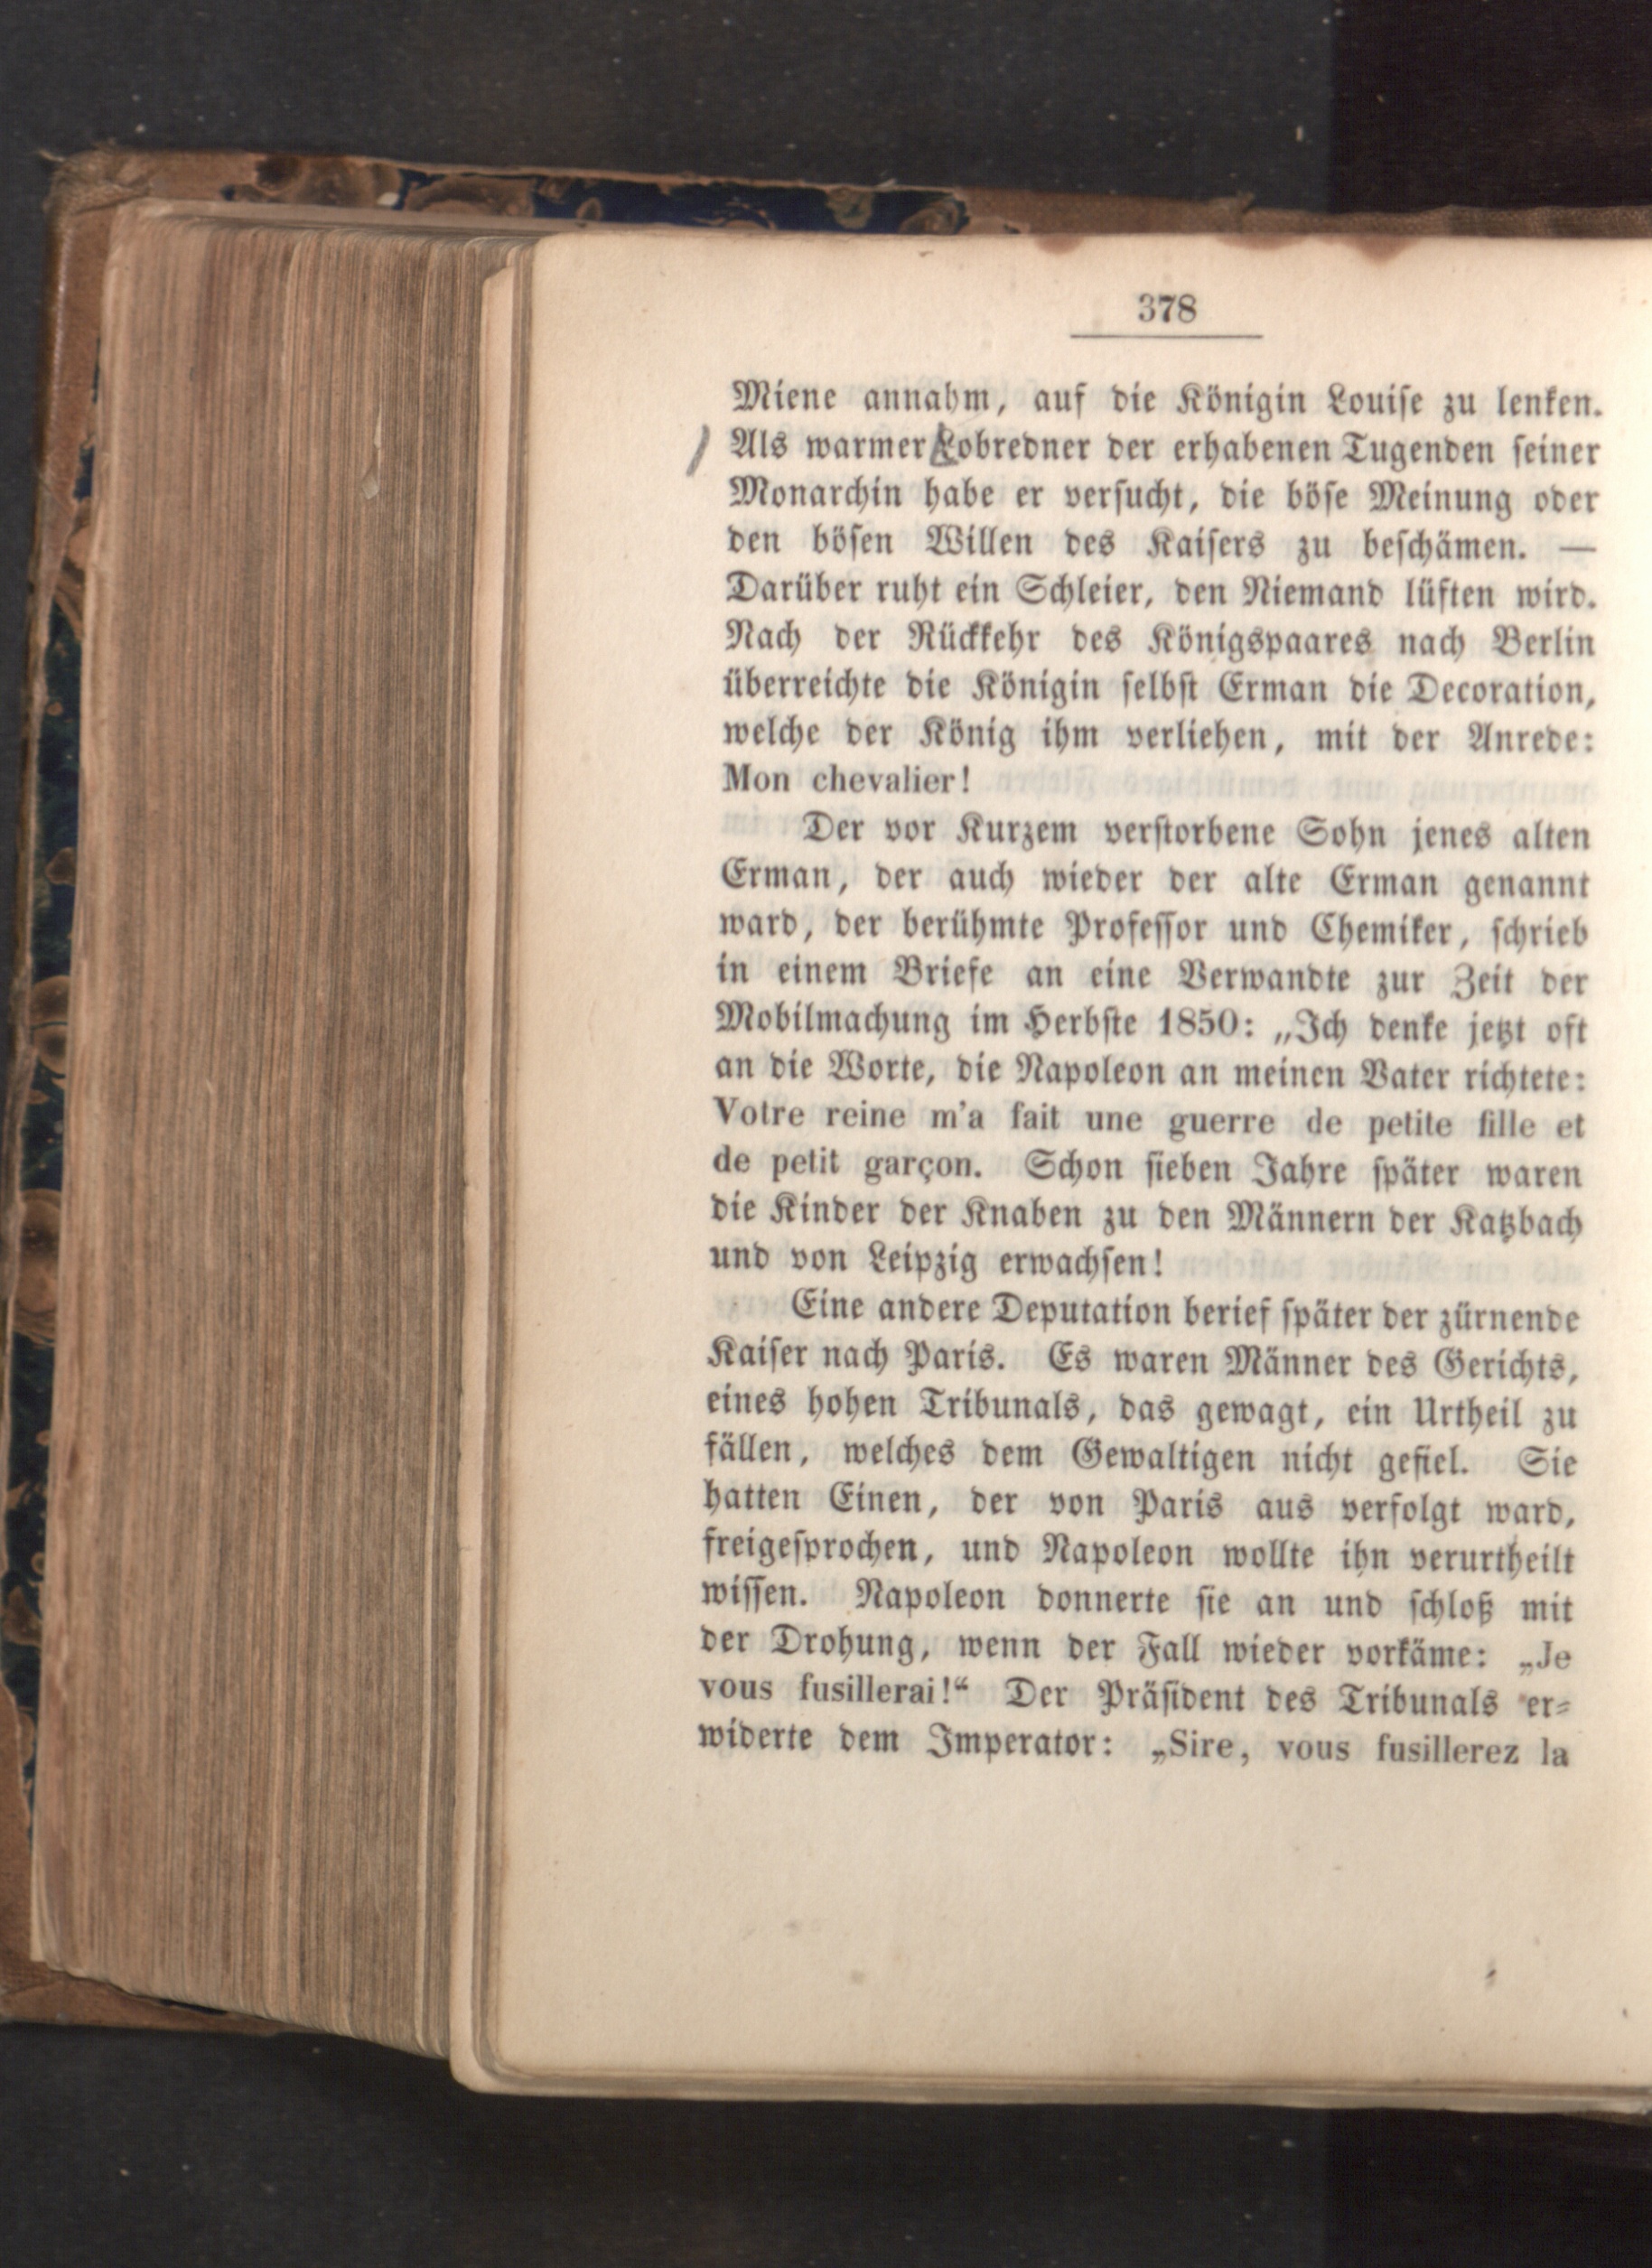 378
Miene annahm, auf die Königin Louiſe zu lenken.
Als warmer Lobredner der erhabenen Tugenden ſeiner
Monarchin habe er verſucht, die böſe Meinung oder
den böſen Willen des Kaiſers zu beſchämen. —
Darüber ruht ein Schleier, den Niemand lüften wird.
Nach der Rückkehr des Königspaares nach Berlin
überreichte die Königin ſelbſt Erman die Decoration,
welche der König ihm verliehen, mit der Anrede:
Mon chevalier!
Der vor Kurzem verſtorbene Sohn jenes alten
Erman, der auch wieder der alte Erman genannt
ward, der berühmte Profeſſor und Chemiker, ſchrieb
in einem Briefe an eine Verwandte zur Zeit der
Mobilmachung im Herbſte 1850: „Ich denke jetzt oft
an die Worte, die Napoleon an meinen Vater richtete:
Votre reine m'a fait une guerre de petite fille et
de petit garçon. Schon ſieben Jahre ſpäter waren
die Kinder der Knaben zu den Männern der Katzbach
und von Leipzig erwachſen!
Eine andere Deputation berief ſpäter der zürnende
Kaiſer nach Paris. Es waren Männer des Gerichts,
eines hohen Tribunals, das gewagt, ein Urtheil zu
fällen, welches dem Gewaltigen nicht gefiel. Sie
hatten Einen, der von Paris aus verfolgt ward,
freigeſprochen, und Napoleon wollte ihn verurtheilt
wiſſen. Napoleon donnerte ſie an und ſchloß mit
der Drohung, wenn der Fall wieder vorkäme: „Je
vous fusillerai!“ Der Präſident des Tribunals er⸗
widerte dem Imperator: „Sire, vous fusillerez la